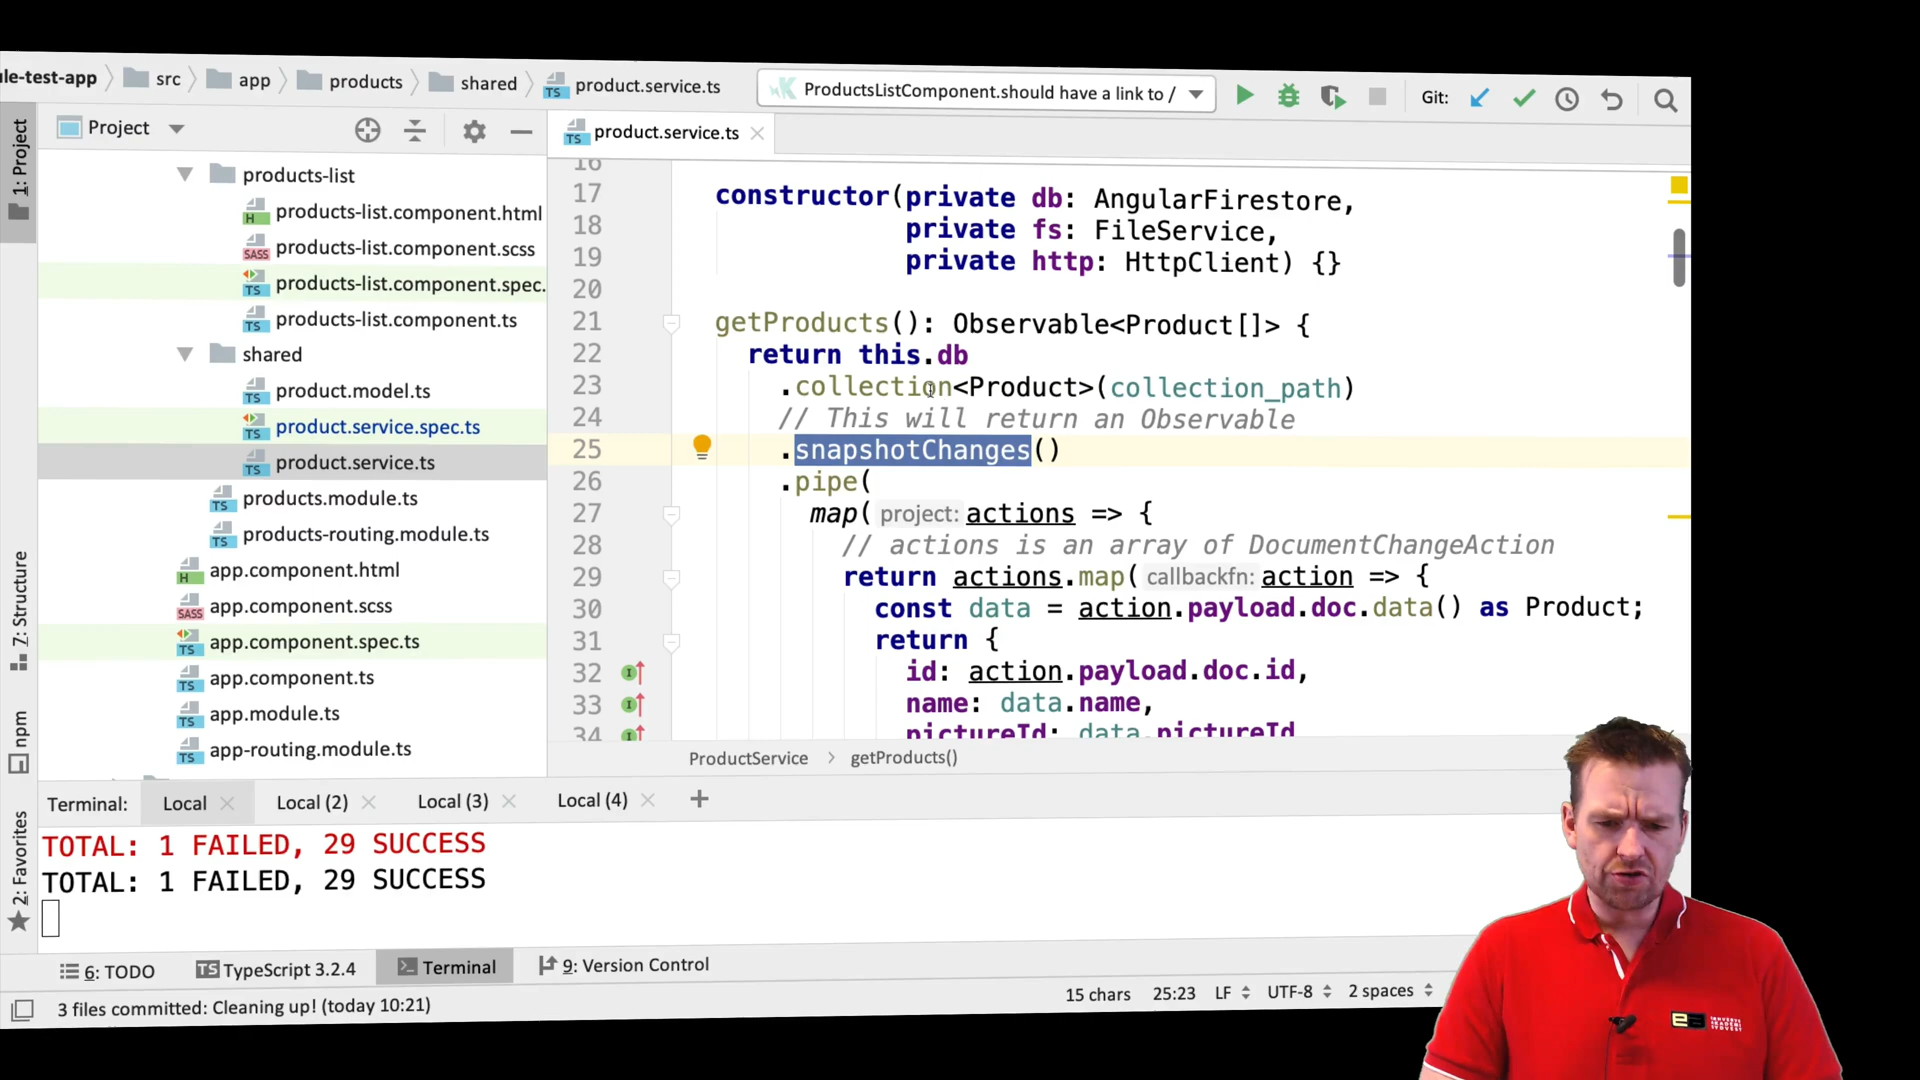 le-test-app src app products shared product.service.ts ProductsListComponent.should have a link to / Git:
1: Project
Project
product.service.ts
products-list
products-list.component.html
products-list.component.scss
products-list.component.spec.
products-list.component.ts
shared
product.model.ts
product.service.spec.ts
product.service.ts
products.module.ts
products-routing.module.ts
app.component.html
app.component.scss
app.component.spec.ts
app.component.ts
app.module.ts
app-routing.module.ts
7: Structure
npm
2: Favorites
16
17 constructor(private db: AngularFirestore,
18 private fs: FileService,
19 private http: HttpClient) {}
20
21 getProducts(): Observable<Product[]> {
22 return this.db
23 .collection<Product>(collection_path)
24 // This will return an Observable
25 .snapshotChanges()
26 .pipe(
27 map( project: actions => {
28 // actions is an array of DocumentChangeAction
29 return actions.map( callbackfn: action => {
30 const data = action.payload.doc.data() as Product;
31 return {
32 id: action.payload.doc.id,
33 name: data.name,
34 pictureId: data.pictureId
ProductService getProducts()
Terminal: Local Local (2) Local (3) Local (4)
TOTAL: 1 FAILED, 29 SUCCESS
TOTAL: 1 FAILED, 29 SUCCESS
6: TODO TypeScript 3.2.4 Terminal 9: Version Control
3 files committed: Cleaning up! (today 10:21) 15 chars 25:23 LF UTF-8 2 spaces